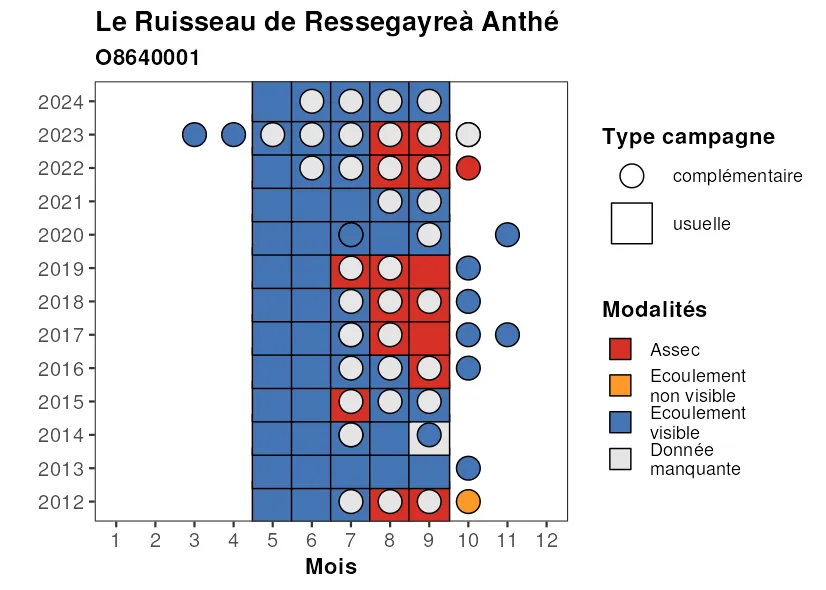 Le Ruisseau de Ressegayreà Anthé
O8640001
2024
2023
2022
2021
2020
2019
2018
2017
2016
2015
2014
2013
2012
1 2 3 4 5 6 7 8 9 10 11 12
Mois
Type campagne
complémentaire
usuelle
Modalités
Assec
Ecoulement
non visible
Ecoulement
visible
Donnée
manquante